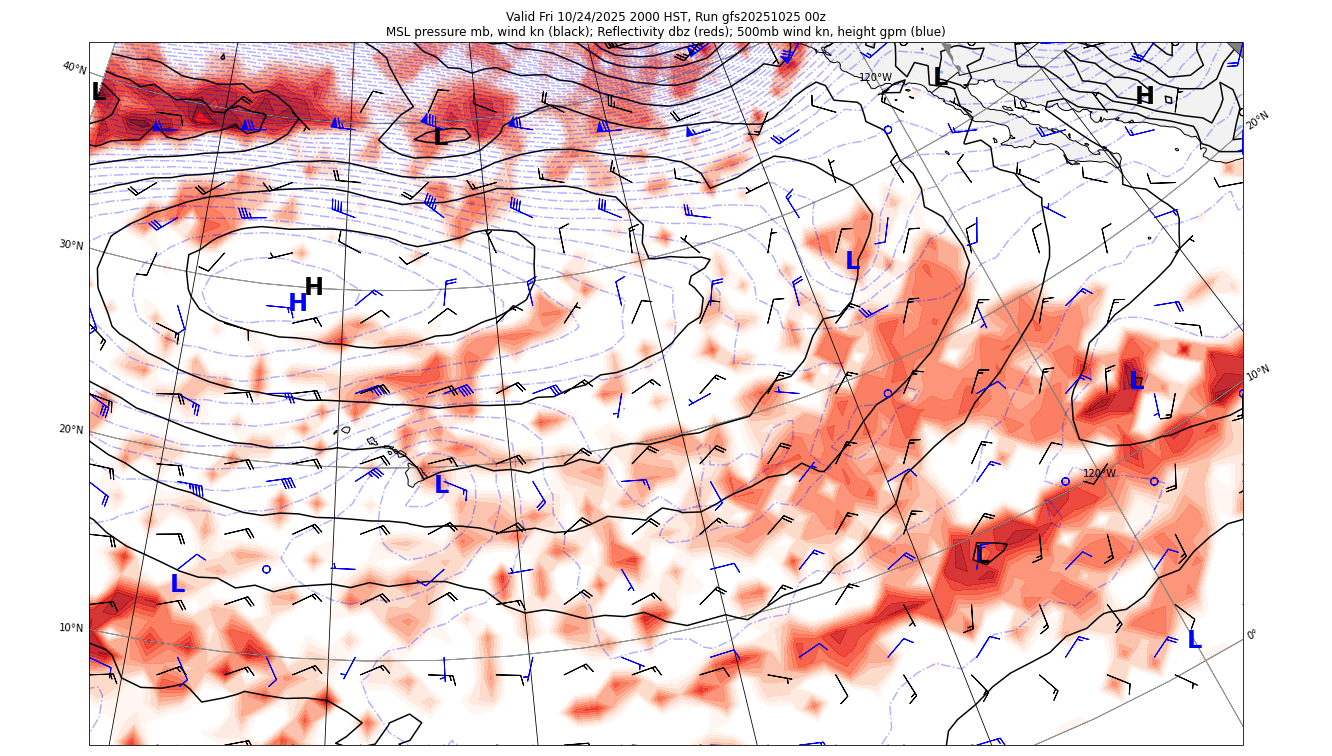 Valid Fri 10/24/2025 2000 HST, Run gfs20251025 00z
MSL pressure mb, wind kn (black); Reflectivity dbz (reds); 500mb wind kn, height gpm (blue)
40°N
120°W
L
L
H
20°N
L
30°N
L
H
H
10°N
L
20°N
120°W
L
L
L
10°N
0°
L